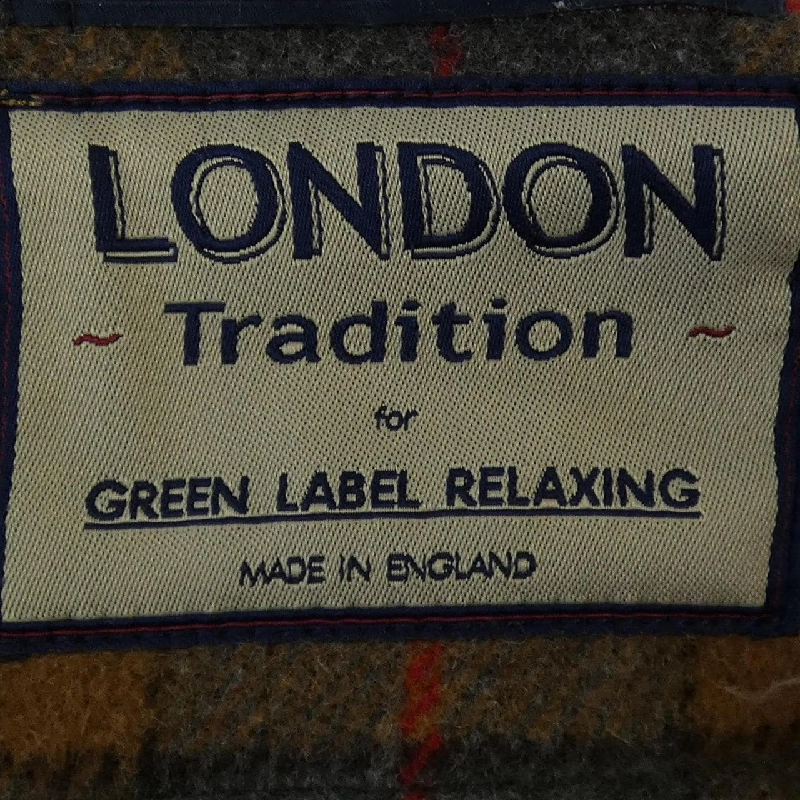 LONDON
~ Tradition ~
for
GREEN LABEL RELAXING
MADE IN ENGLAND